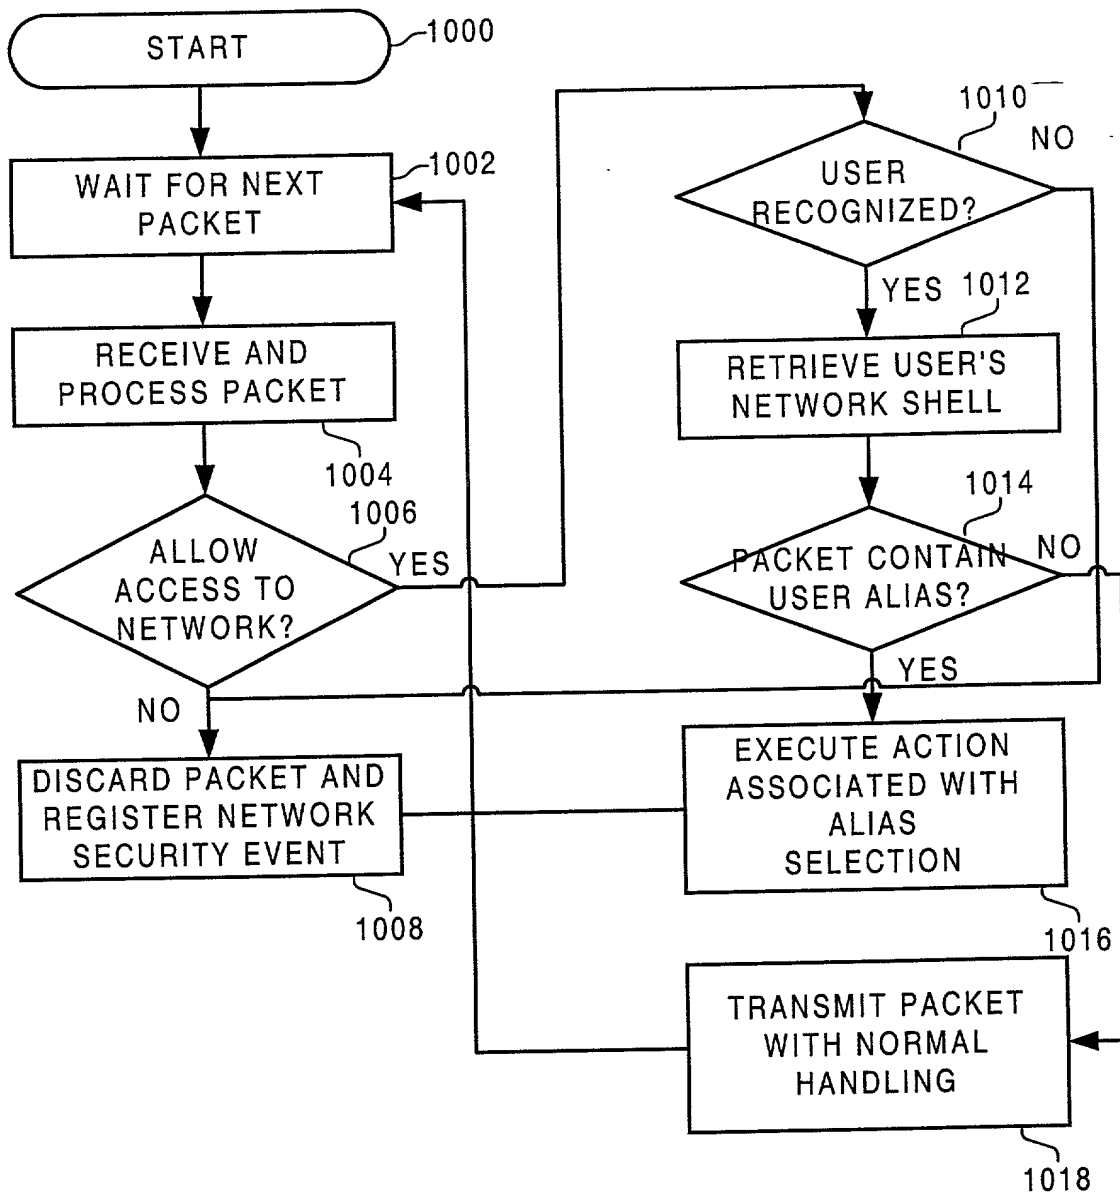 START
1000
WAIT FOR NEXT
PACKET
1002
RECEIVE AND
PROCESS PACKET
1004
ALLOW
ACCESS TO
NETWORK?
1006
YES
NO
DISCARD PACKET AND
REGISTER NETWORK
SECURITY EVENT
1008
USER
RECOGNIZED?
1010
NO
YES
1012
RETRIEVE USER'S
NETWORK SHELL
1014
PACKET CONTAIN
USER ALIAS?
NO
YES
EXECUTE ACTION
ASSOCIATED WITH
ALIAS
SELECTION
1016
TRANSMIT PACKET
WITH NORMAL
HANDLING
1018